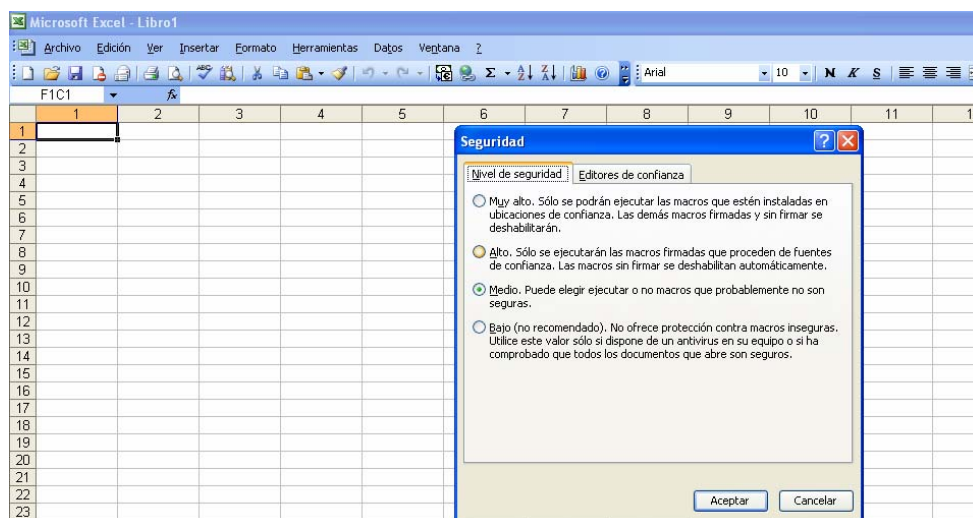 Microsoft Excel - Libro1
Archivo Edición Ver Insertar Formato Herramientas Datos Ventana ?
Arial 10 N K S
F1C1 fx
1 2 3 4 5 6 7 8 9 10 11 1
1
2
3
4
5
6
7
8
9
10
11
12
13
14
15
16
17
18
19
20
21
22
23
Seguridad
Nivel de seguridad Editores de confianza
Muy alto. Sólo se podrán ejecutar las macros que estén instaladas en
ubicaciones de confianza. Las demás macros firmadas y sin firmar se
deshabilitarán.
Alto. Sólo se ejecutarán las macros firmadas que proceden de fuentes
de confianza. Las macros sin firmar se deshabilitan automáticamente.
Medio. Puede elegir ejecutar o no macros que probablemente no son
seguras.
Bajo (no recomendado). No ofrece protección contra macros inseguras.
Utilice este valor sólo si dispone de un antivirus en su equipo o si ha
comprobado que todos los documentos que abre son seguros.
Aceptar Cancelar